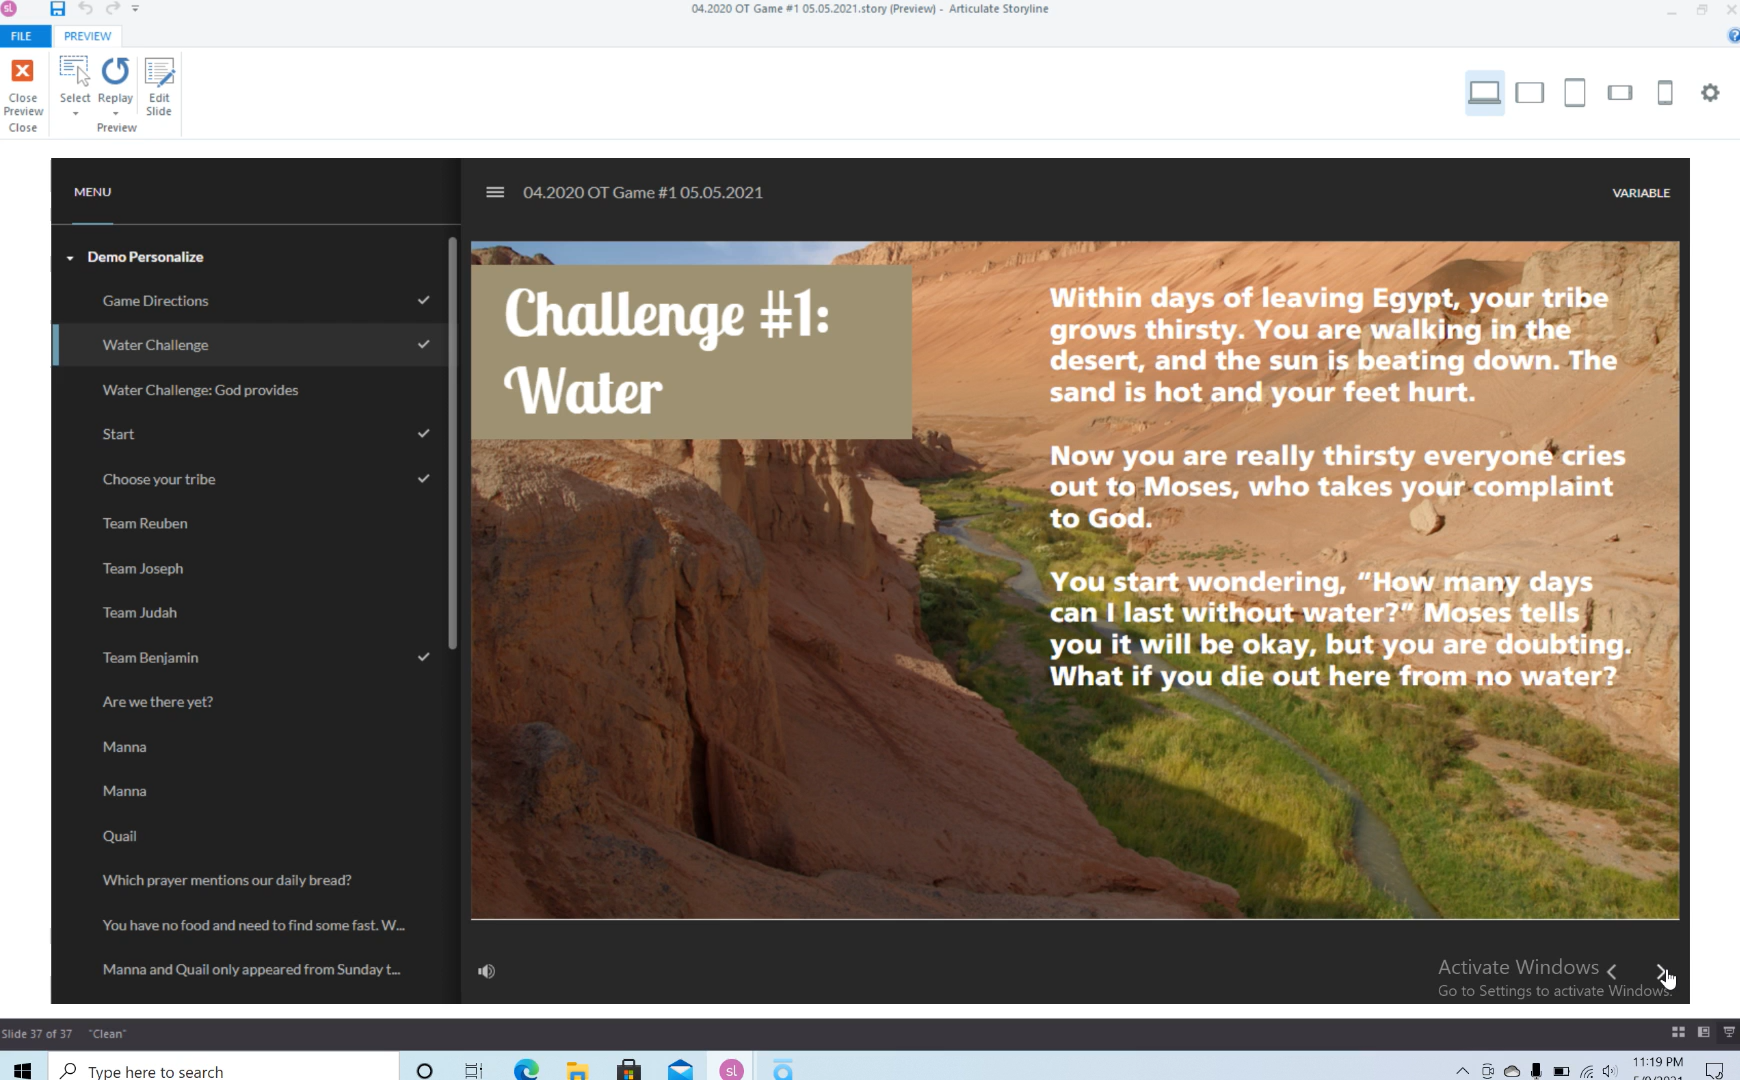 sl
04.2020 OT Game #1 05.05.2021.story (Preview) - Articulate Storyline
FILE
PREVIEW
?
Close
Preview
Select
Replay
Edit
Slide
Close
Preview
MENU
04.2020 OT Game #1 05.05.2021
VARIABLE
Demo Personalize
Game Directions
Water Challenge
Water Challenge: God provides
Start
Choose your tribe
Team Reuben
Team Joseph
Team Judah
Team Benjamin
Are we there yet?
Manna
Manna
Quail
Which prayer mentions our daily bread?
You have no food and need to find some fast. W...
Manna and Quail only appeared from Sunday t...
Challenge #1:
Water
Within days of leaving Egypt, your tribe
grows thirsty. You are walking in the
desert, and the sun is beating down. The
sand is hot and your feet hurt.
Now you are really thirsty everyone cries
out to Moses, who takes your complaint
to God.
You start wondering, “How many days
can I last without water?” Moses tells
you it will be okay, but you are doubting.
What if you die out here from no water?
Activate Windows
Go to Settings to activate Windows.
Slide 37 of 37
"Clean"
Type here to search
sl
11:19 PM